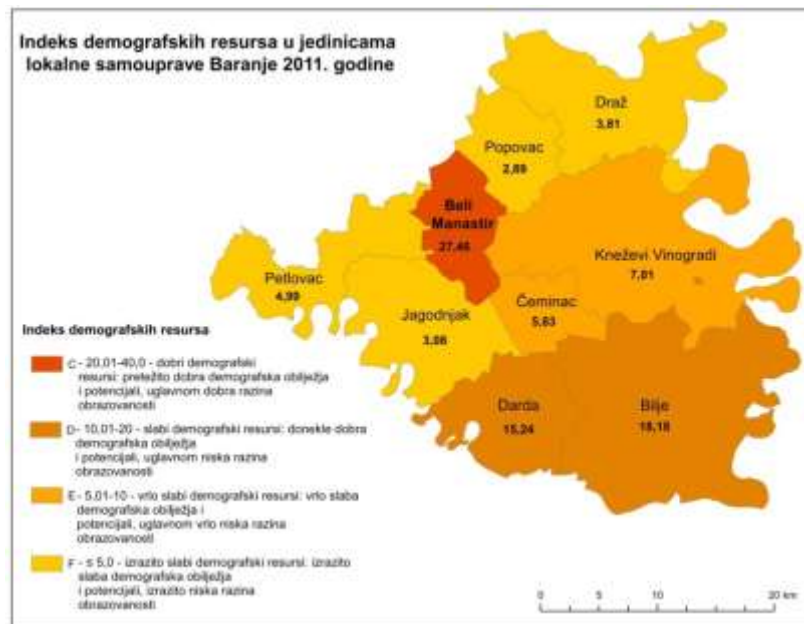 Indeks demografskih resursa u jedinicama
lokalne samouprave Baranje 2011. godine
Draž
3,81
Popovac
2,89
Beli
Manastir
27,46
Kneževi Vinogradi
7,01
Petlovac
4,99
Čeminac
5,83
Jagodnjak
3,06
Darda
15,24
Bilje
18,18
Indeks demografskih resursa
C - 20,01-40,0 - dobri demografski
resursi: pretežito dobra demografska obilježja
i potencijali, uglavnom dobra razina
obrazovanosti
D - 10,01-20 - slabi demografski resursi: donekle dobra
demografska obilježja
i potencijali, uglavnom niska razina
obrazovanosti
E - 5,01-10 - vrlo slabi demografski resursi: vrlo slaba
demografska obilježja i
potencijali, uglavnom vrlo niska razina
obrazovanosti
F - ≤ 5,0 - izrazito slabi demografski resursi: izrazito
slaba demografska obilježja
i potencijali, izrazito niska razina
obrazovanosti
0 5 10 20 km